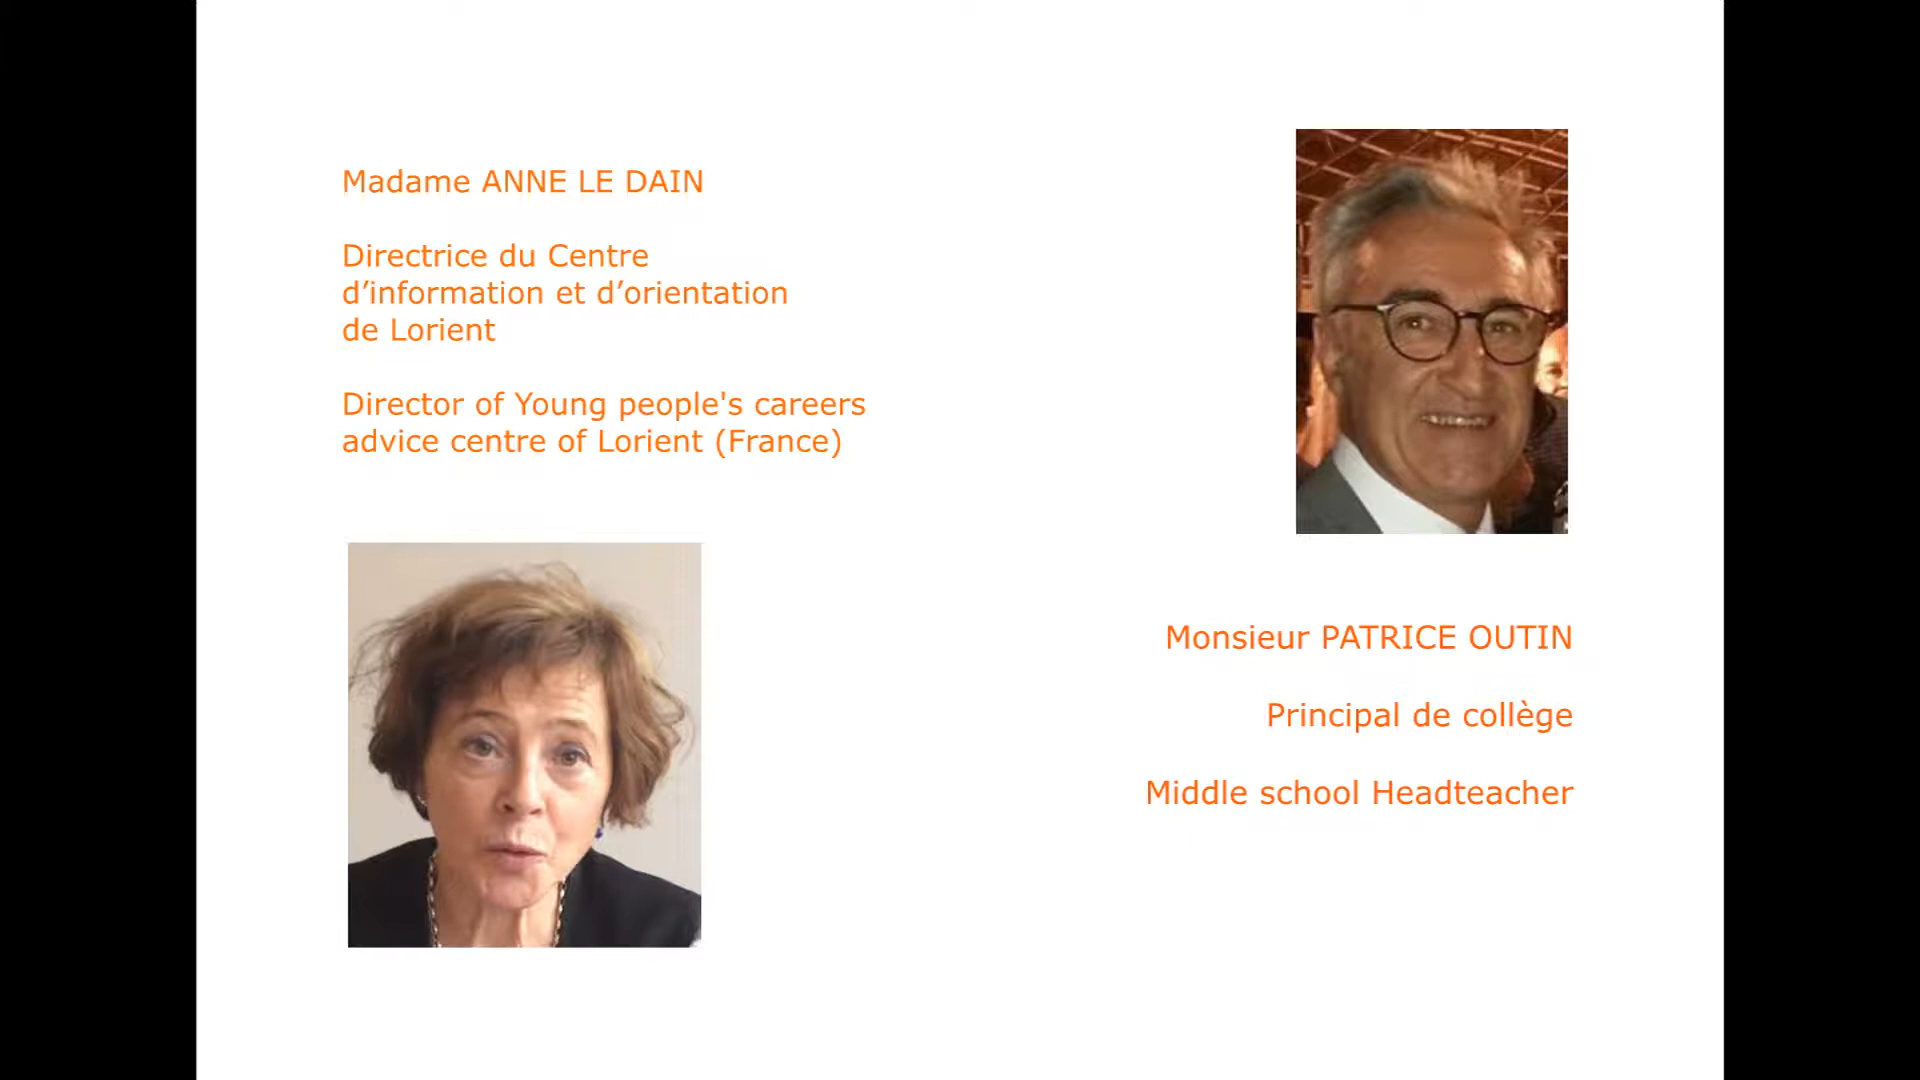 Madame ANNE LE DAIN
Directrice du Centre
d’information et d’orientation
de Lorient
Director of Young people's careers
advice centre of Lorient (France)
Monsieur PATRICE OUTIN
Principal de collège
Middle school Headteacher